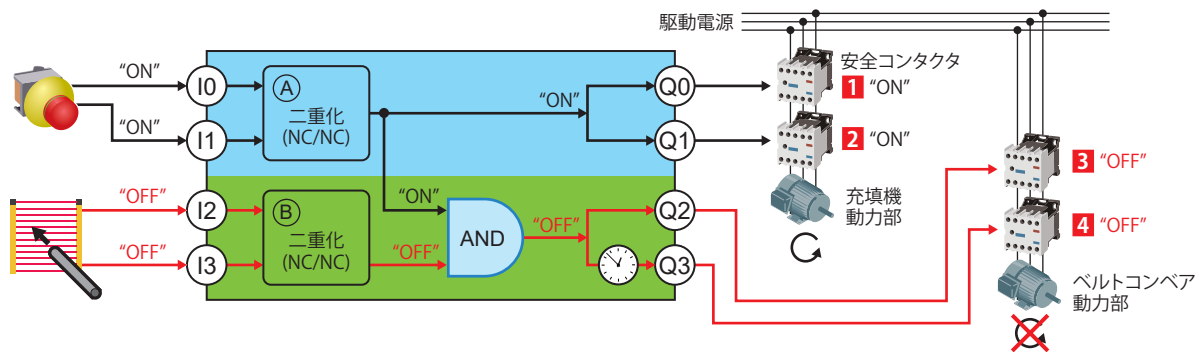 駆動電源
安全コンタクタ
“ON”
I0
Ⓐ
二重化
(NC/NC)
“ON”
Q0
1 “ON”
“ON”
I1
Q1
2 “ON”
3 “OFF”
“OFF”
I2
Ⓑ
二重化
(NC/NC)
“ON”
AND
“OFF”
Q2
充填機
動力部
4 “OFF”
“OFF”
I3
“OFF”
Q3
ベルトコンベア
動力部